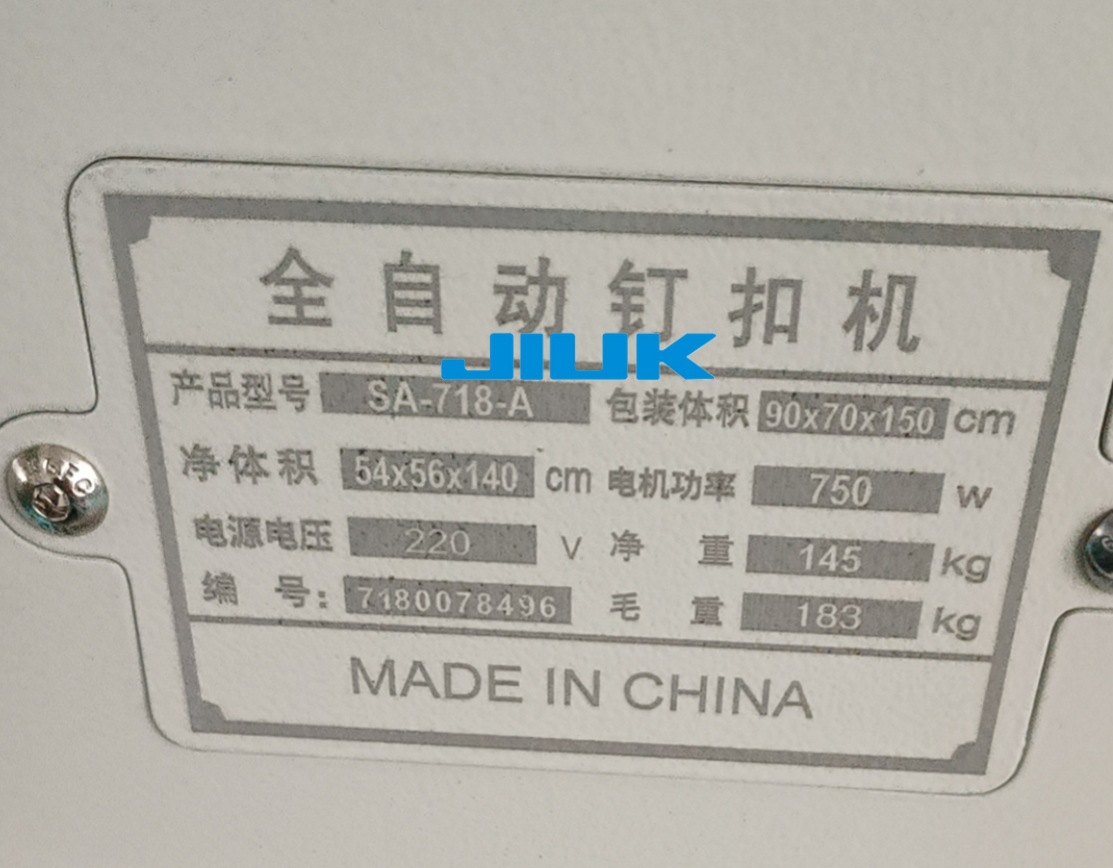 全自动钉扣机
JIUK
产品型号 SA-718-A 包装体积 90x70x150 cm
净体积 54x56x140 cm 电机功率 750 w
电源电压 220 V 净 重 145 kg
编 号: 7180078496 毛 重 183 kg
MADE IN CHINA